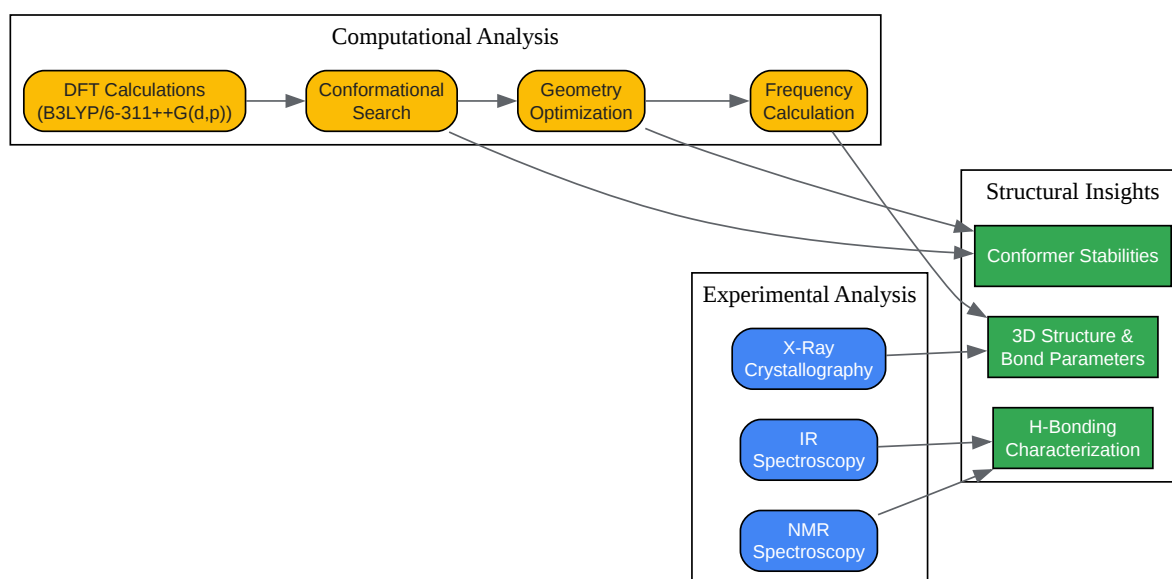 Computational Analysis
DFT Calculations
(B3LYP/6-311++G(d,p))
Conformational
Search
Geometry
Optimization
Frequency
Calculation
Structural Insights
Conformer Stabilities
3D Structure &
Bond Parameters
H-Bonding
Characterization
Experimental Analysis
X-Ray
Crystallography
IR
Spectroscopy
NMR
Spectroscopy